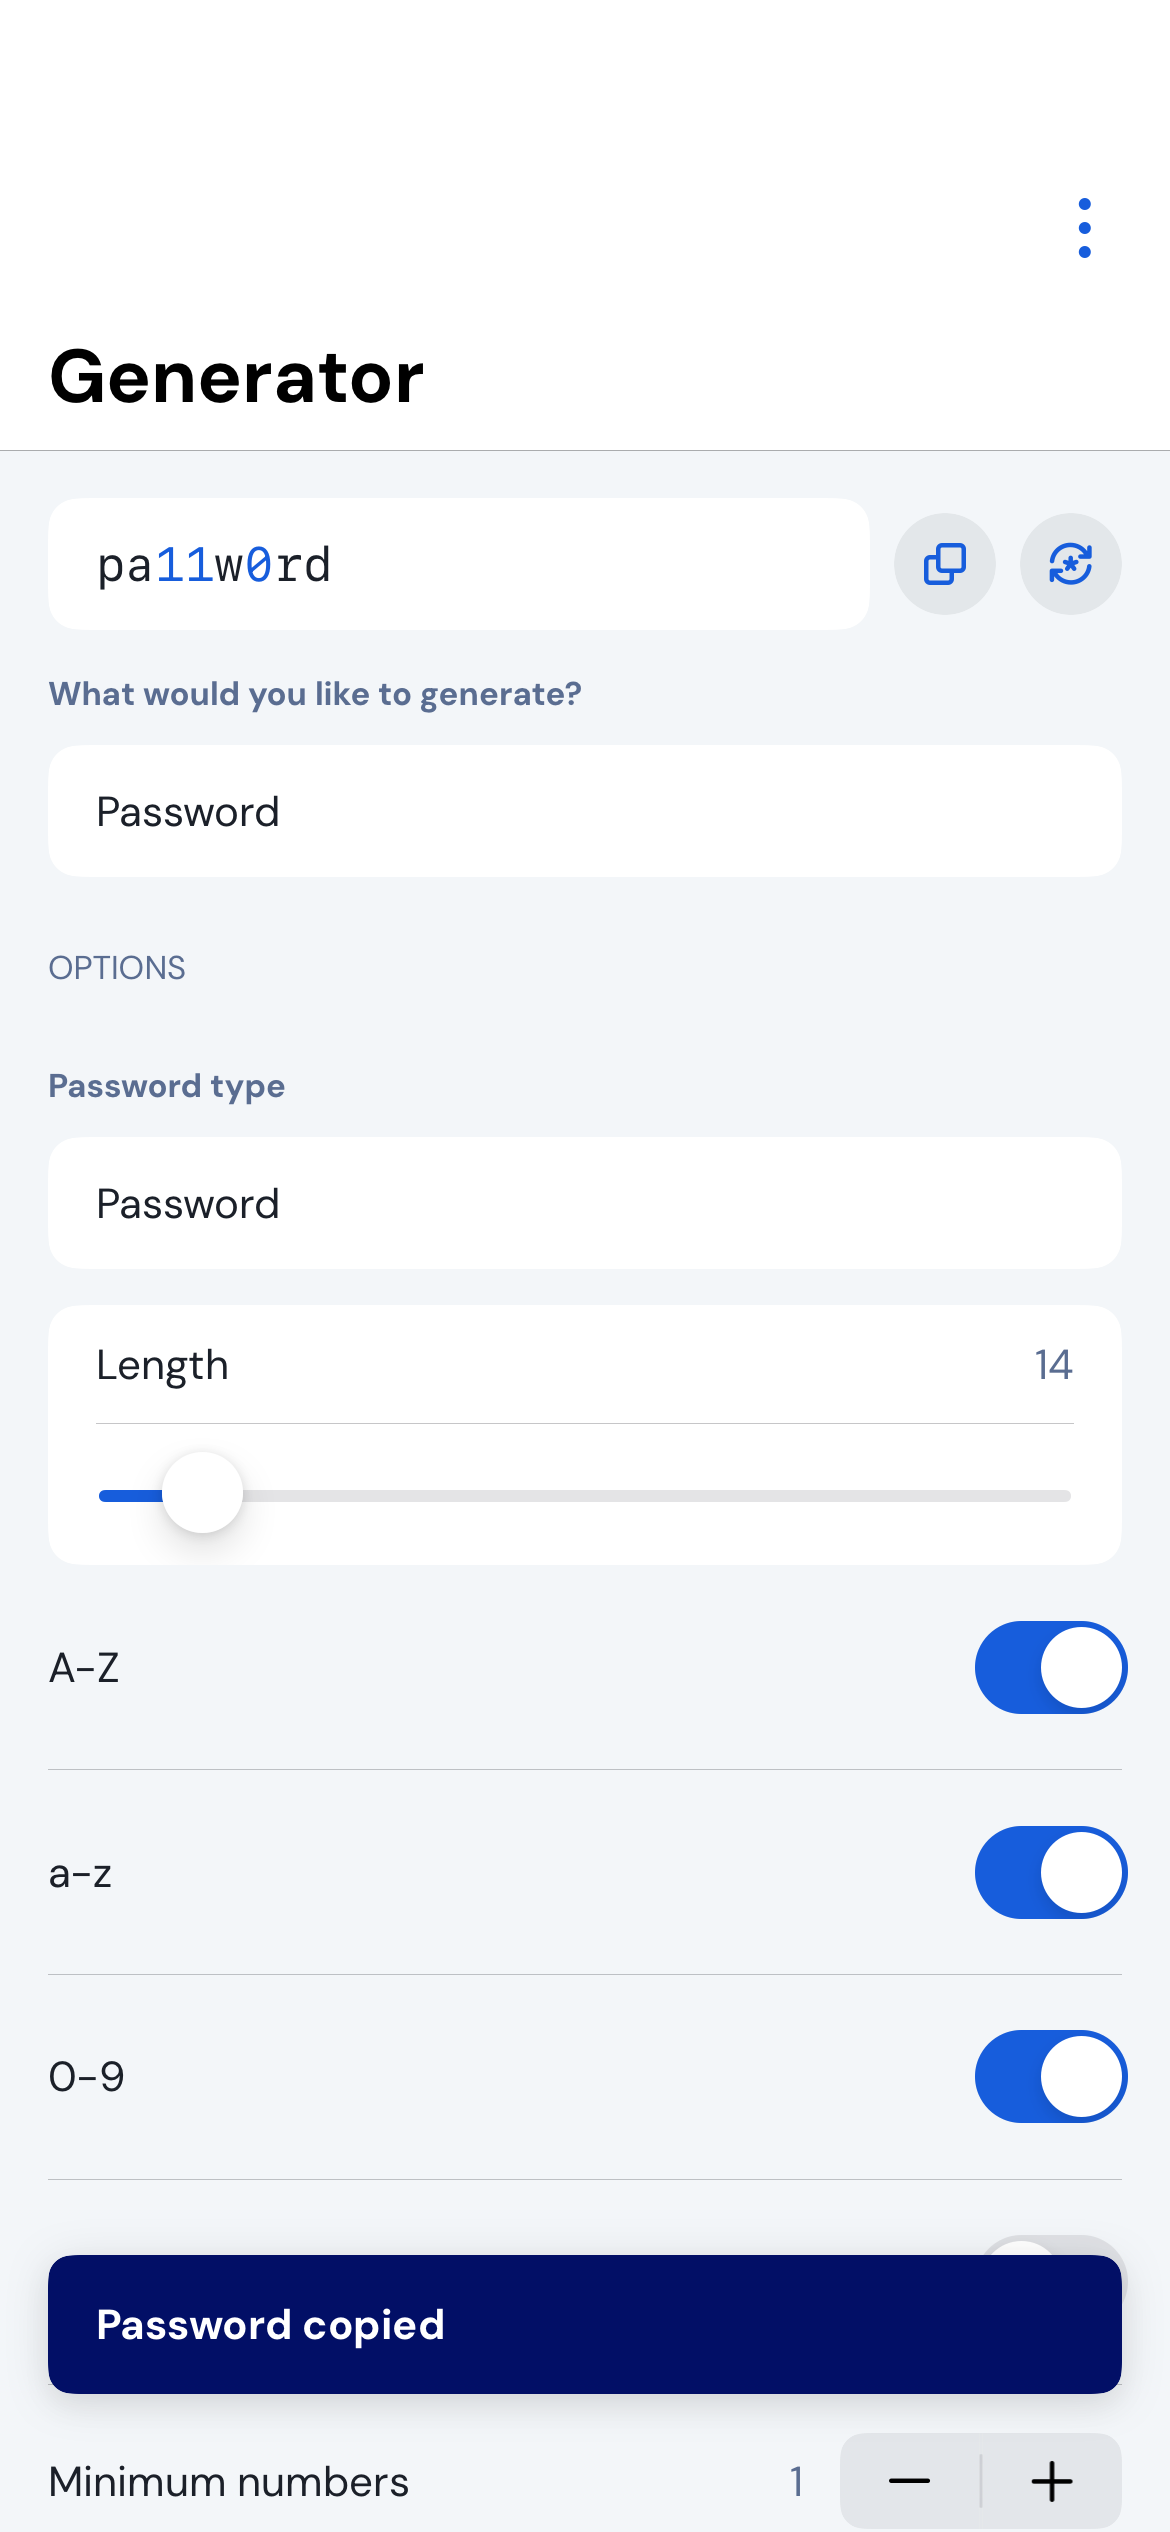 Generator
pa11w0rd
What would you like to generate?
Password
OPTIONS
Password type
Password
Length 14
A-Z
a-z
0-9
Password copied
Minimum numbers 1